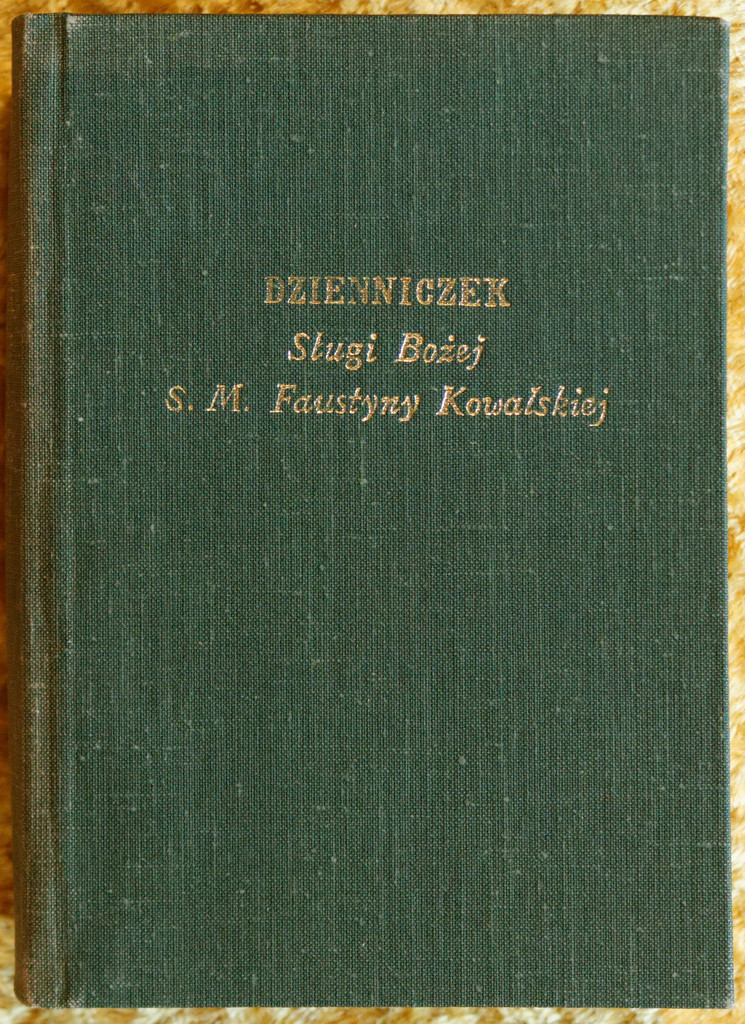 DZIENNICZEK
Sługi Bożej
S. M. Faustyny Kowalskiej